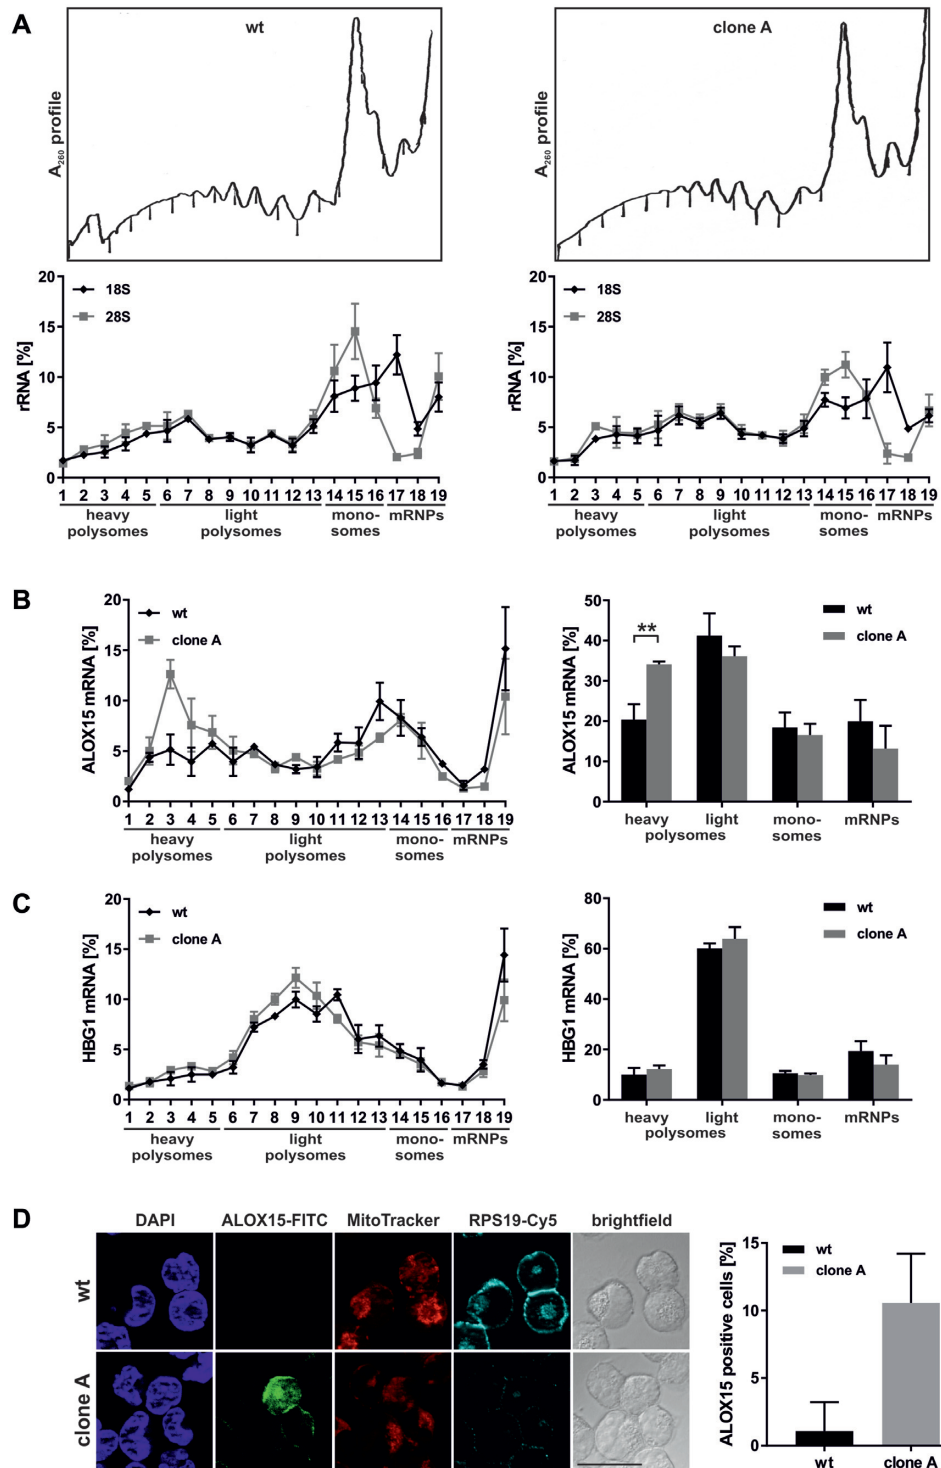 A
wt
A260 profile
clone A
A260 profile
20
15
10
5
0
rRNA [%]
18S
28S
1 2 3 4 5 6 7 8 9 10 11 12 13 14 15 16 17 18 19
heavy polysomes
light polysomes
mono-somes
mRNPs
20
15
10
5
0
rRNA [%]
18S
28S
1 2 3 4 5 6 7 8 9 10 11 12 13 14 15 16 17 18 19
heavy polysomes
light polysomes
mono-somes
mRNPs
B
20
15
10
5
0
ALOX15 mRNA [%]
wt
clone A
1 2 3 4 5 6 7 8 9 10 11 12 13 14 15 16 17 18 19
heavy polysomes
light polysomes
mono-somes
mRNPs
50
40
30
20
10
0
ALOX15 mRNA [%]
**
wt
clone A
heavy light mono- mRNPs
polysomes somes
C
20
15
10
5
0
HBG1 mRNA [%]
wt
clone A
1 2 3 4 5 6 7 8 9 10 11 12 13 14 15 16 17 18 19
heavy polysomes
light polysomes
mono-somes
mRNPs
80
60
40
20
0
HBG1 mRNA [%]
wt
clone A
heavy light mono- mRNPs
polysomes somes
D
DAPI ALOX15-FITC MitoTracker RPS19-Cy5 brightfield
wt
clone A
15
10
5
0
ALOX15 positive cells [%]
wt
clone A
wt clone A